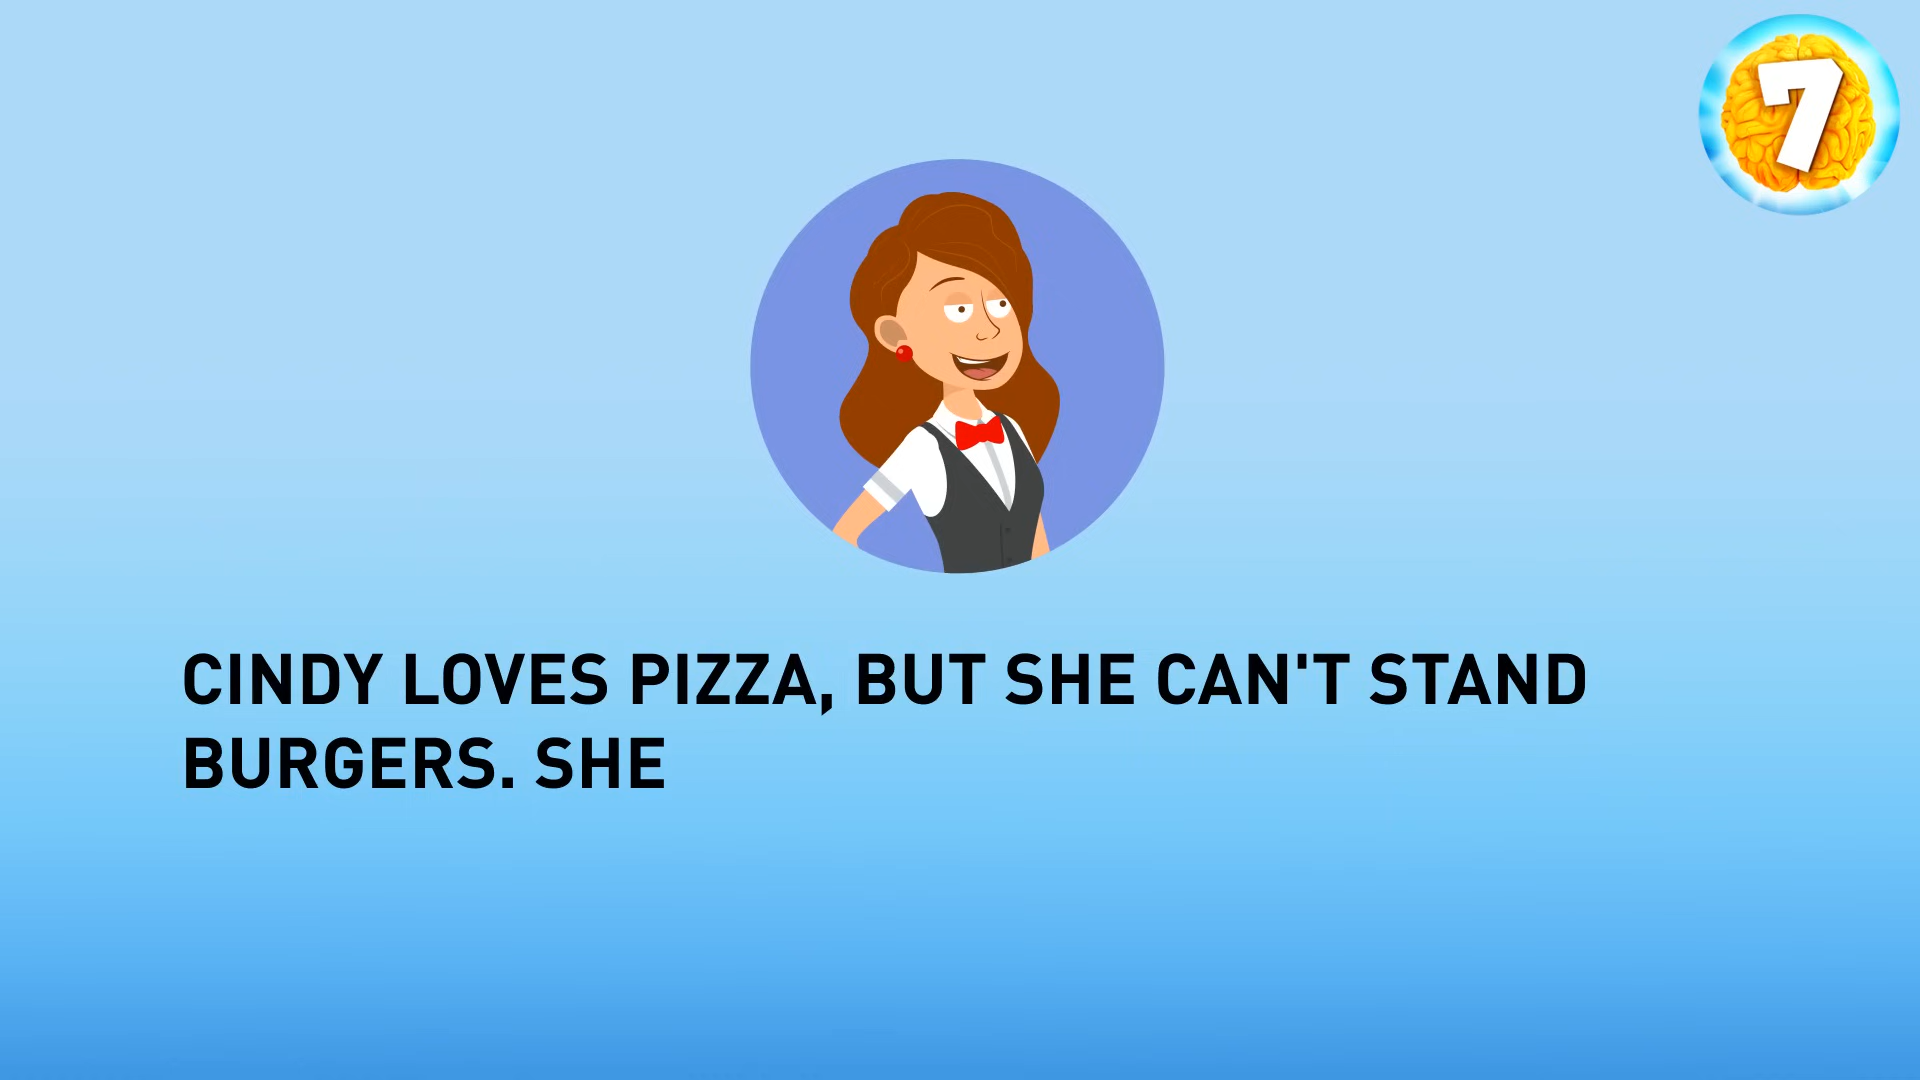 7
CINDY LOVES PIZZA, BUT SHE CAN'T STAND
BURGERS. SHE